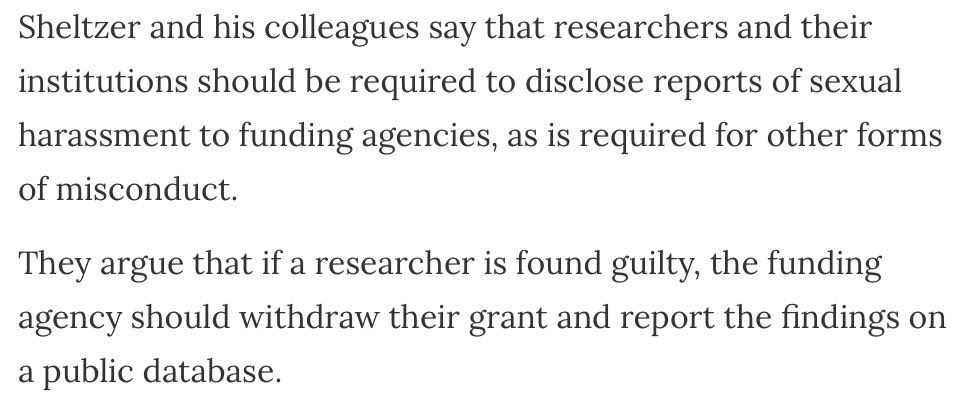 Sheltzer and his colleagues say that researchers and their
institutions should be required to disclose reports of sexual
harassment to funding agencies, as is required for other forms
of misconduct.
They argue that if a researcher is found guilty, the funding
agency should withdraw their grant and report the findings on
a public database.